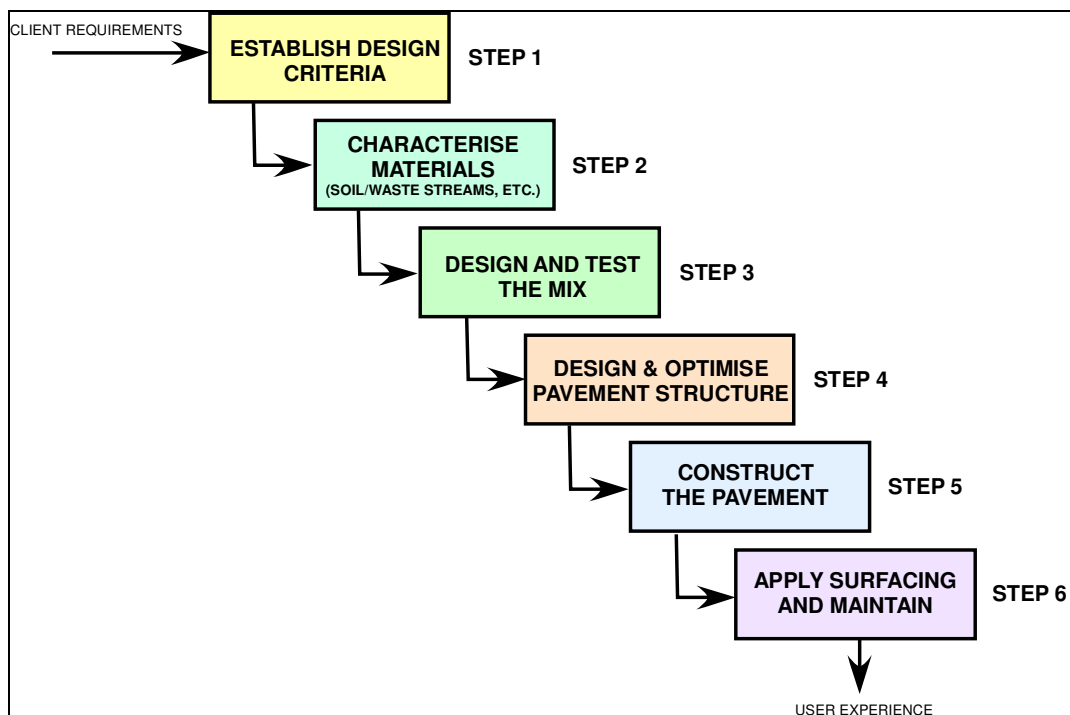 CLIENT REQUIREMENTS
ESTABLISH DESIGN
CRITERIA
STEP 1
CHARACTERISE
MATERIALS
(SOIL/WASTE STREAMS, ETC.)
STEP 2
DESIGN AND TEST
THE MIX
STEP 3
DESIGN & OPTIMISE
PAVEMENT STRUCTURE
STEP 4
CONSTRUCT
THE PAVEMENT
STEP 5
APPLY SURFACING
AND MAINTAIN
STEP 6
USER EXPERIENCE